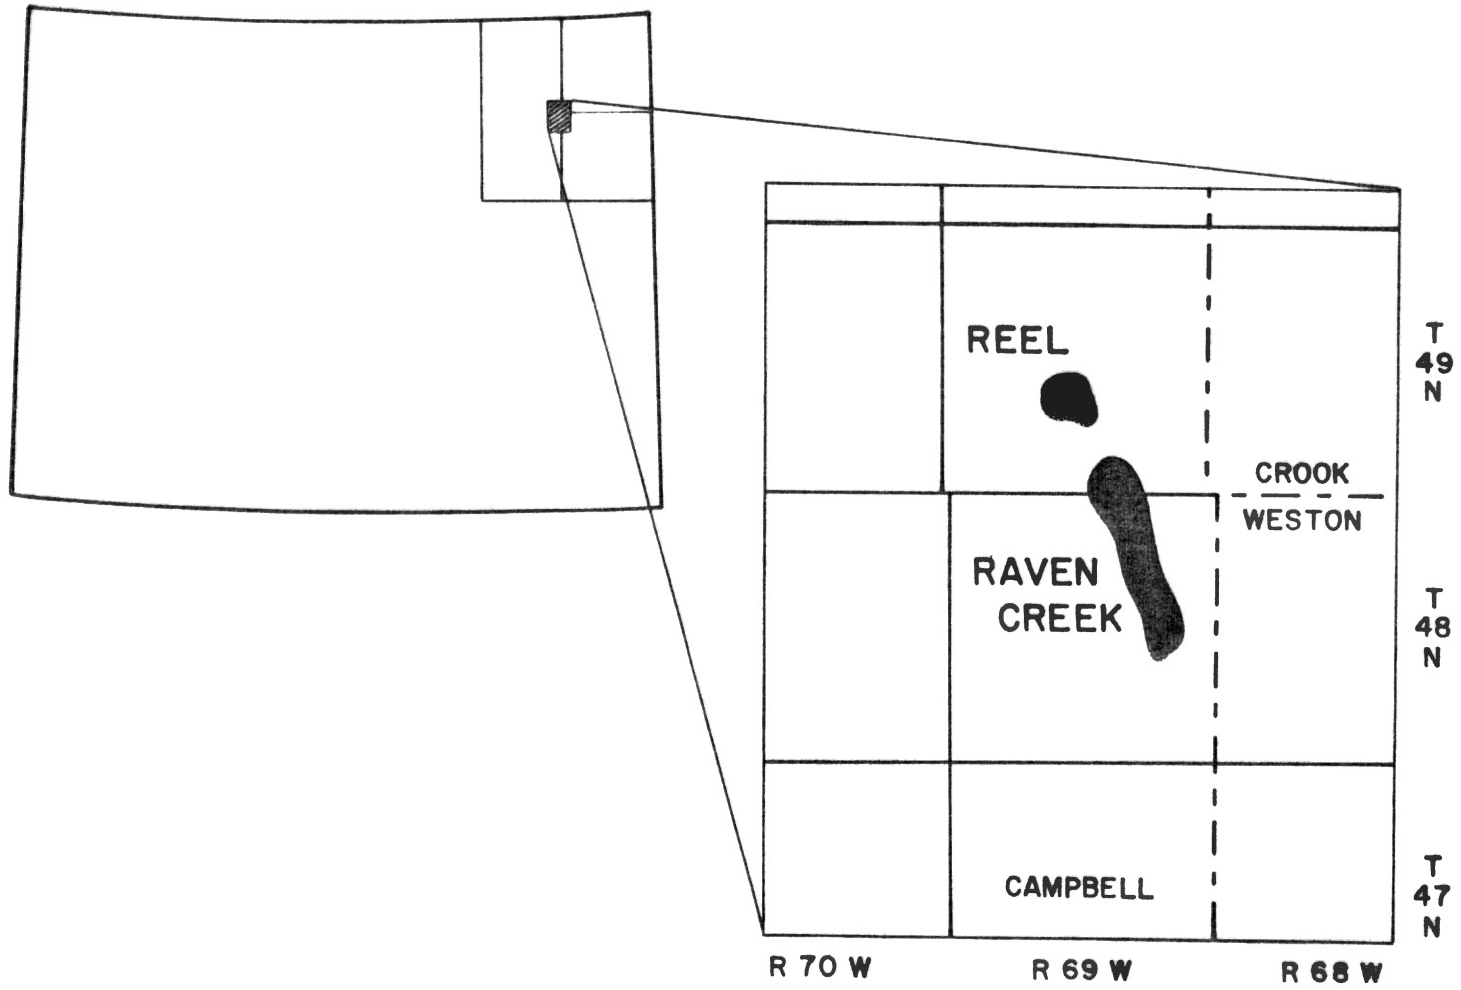 REEL
T
49
N
CROOK
WESTON
RAVEN
CREEK
T
48
N
CAMPBELL
T
47
N
R 70 W
R 69 W
R 68 W